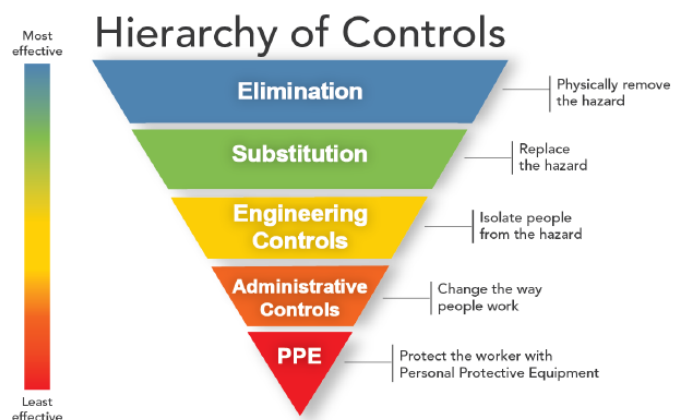 Hierarchy of Controls
Most
effective
Elimination
Physically remove
the hazard
Substitution
Replace
the hazard
Engineering
Controls
Isolate people
from the hazard
Administrative
Controls
Change the way
people work
PPE
Protect the worker with
Personal Protective Equipment
Least
effective